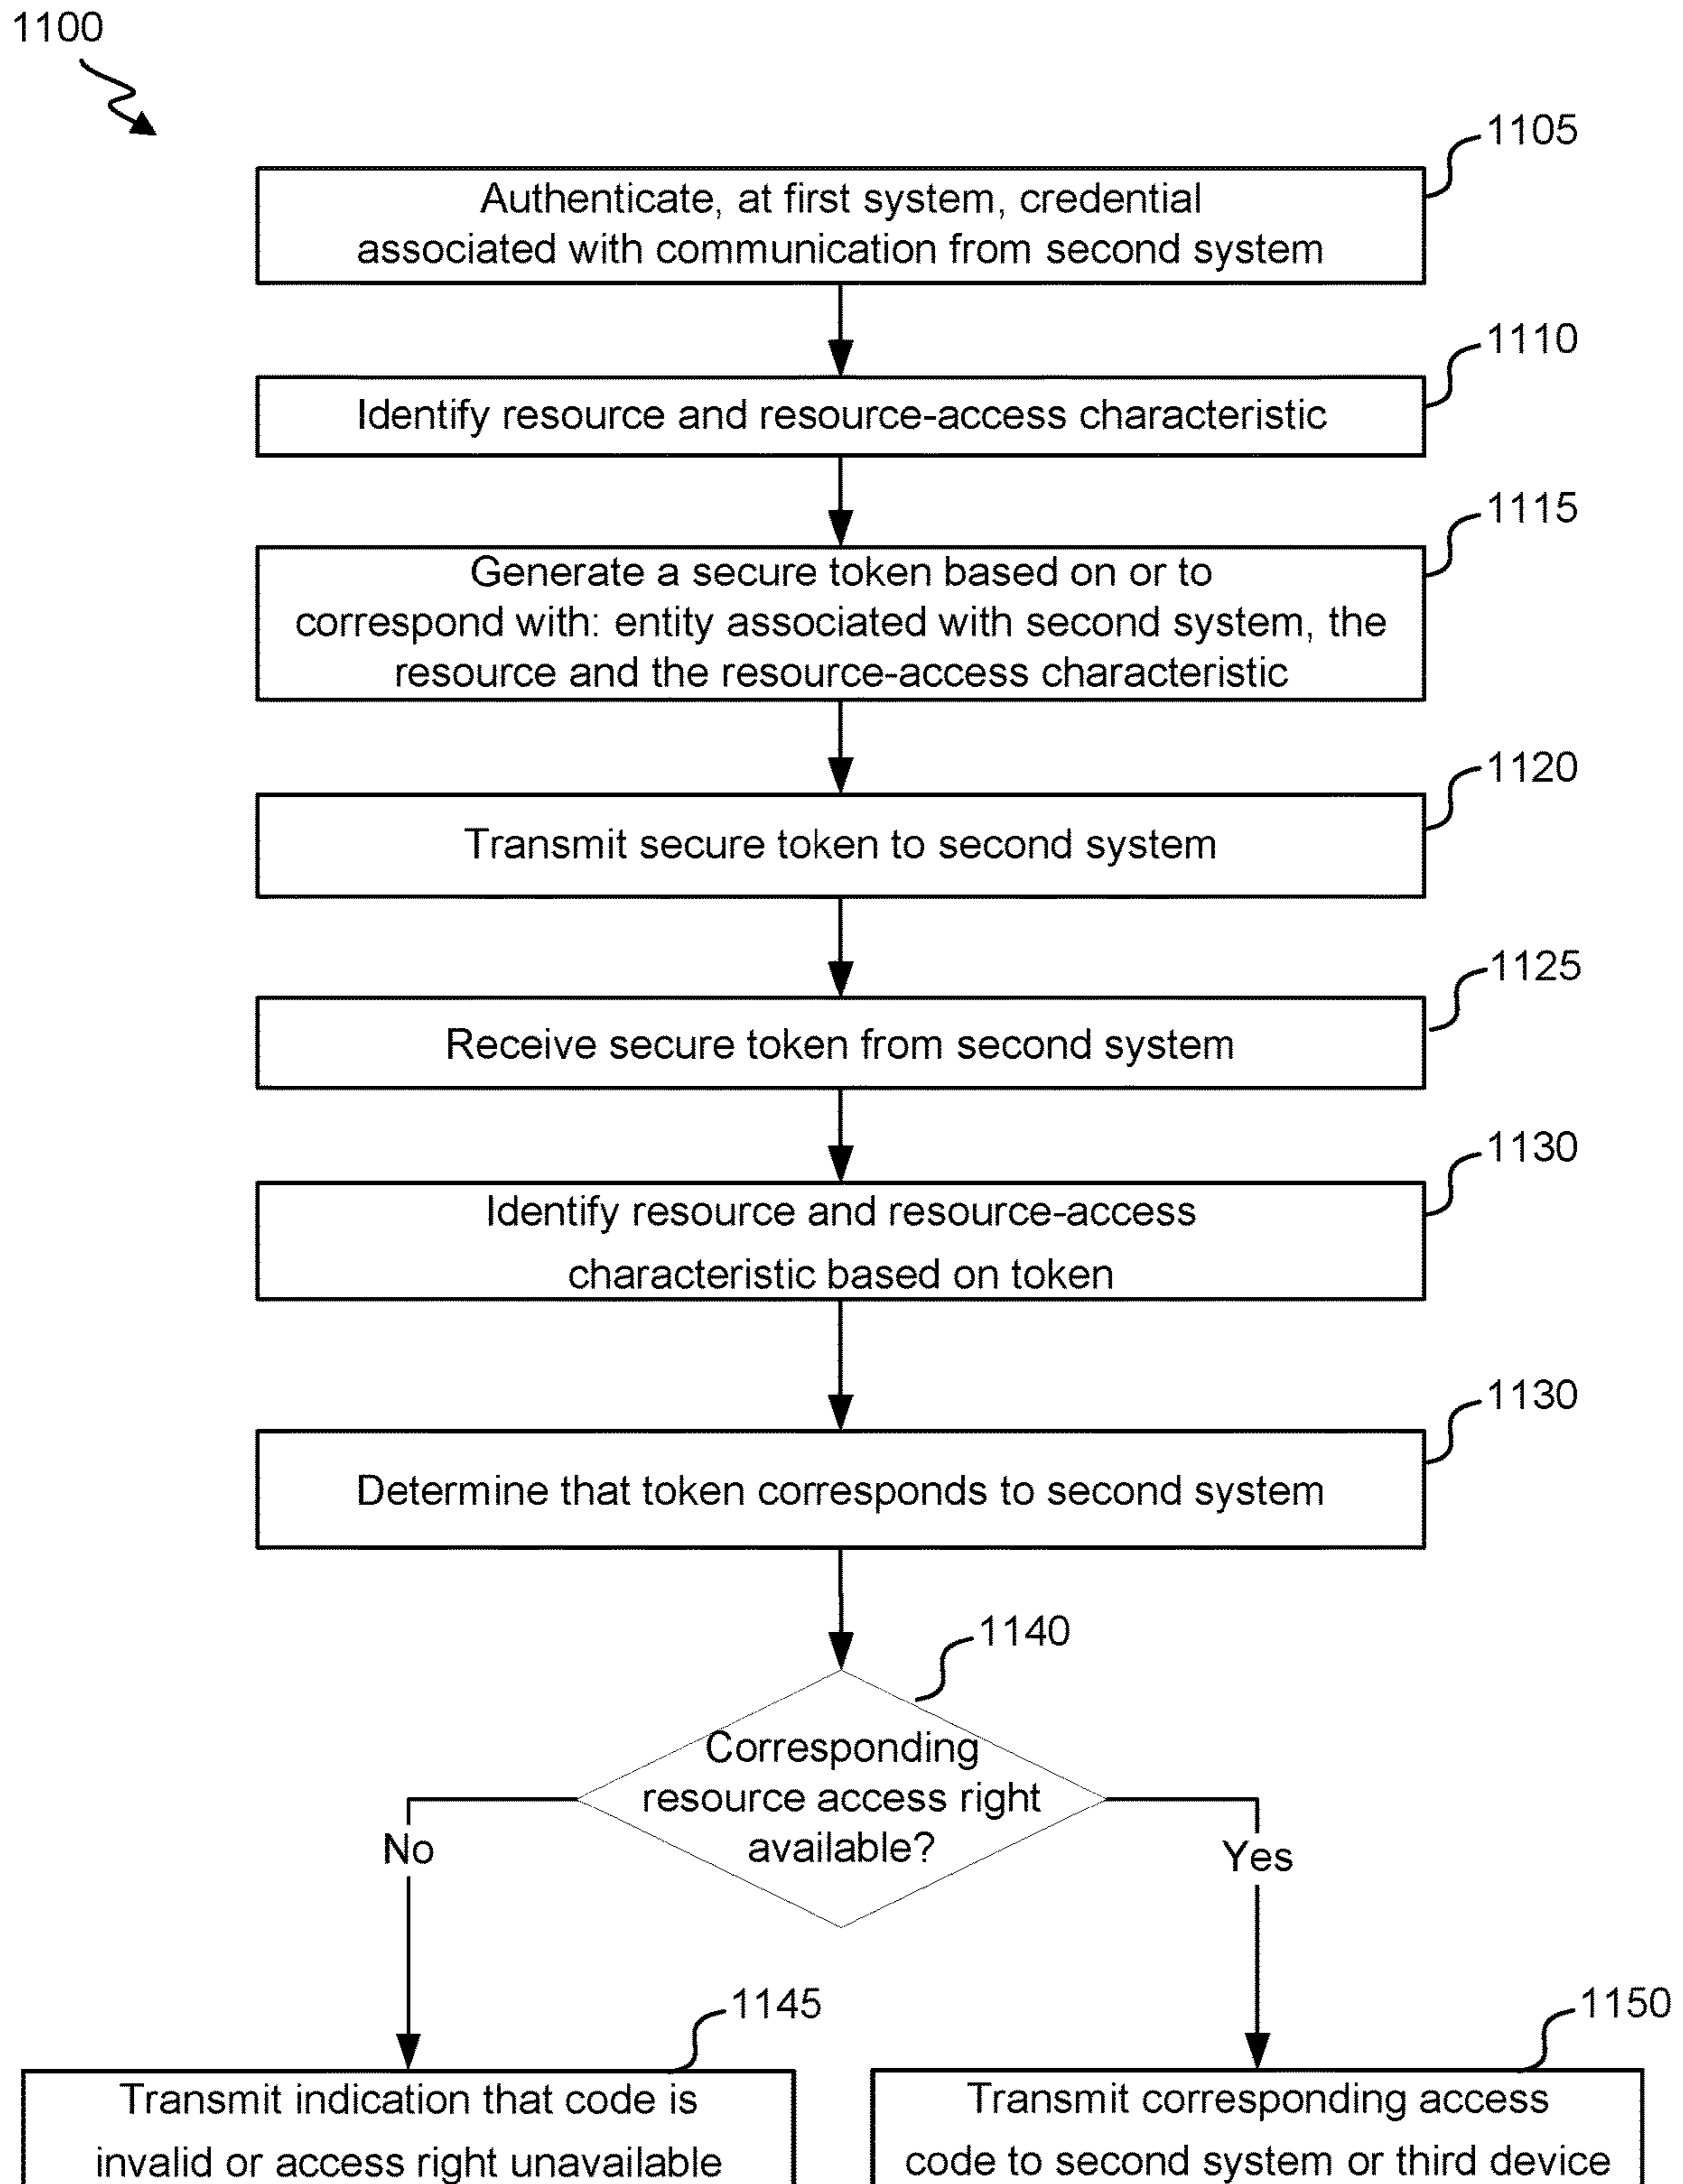 1100
1105
Authenticate, at first system, credential
associated with communication from second system
1110
Identify resource and resource-access characteristic
1115
Generate a secure token based on or to
correspond with: entity associated with second system, the
resource and the resource-access characteristic
1120
Transmit secure token to second system
1125
Receive secure token from second system
1130
Identify resource and resource-access
characteristic based on token
1130
Determine that token corresponds to second system
1140
Corresponding
resource access right
available?
No
Yes
1145
Transmit indication that code is
invalid or access right unavailable
1150
Transmit corresponding access
code to second system or third device